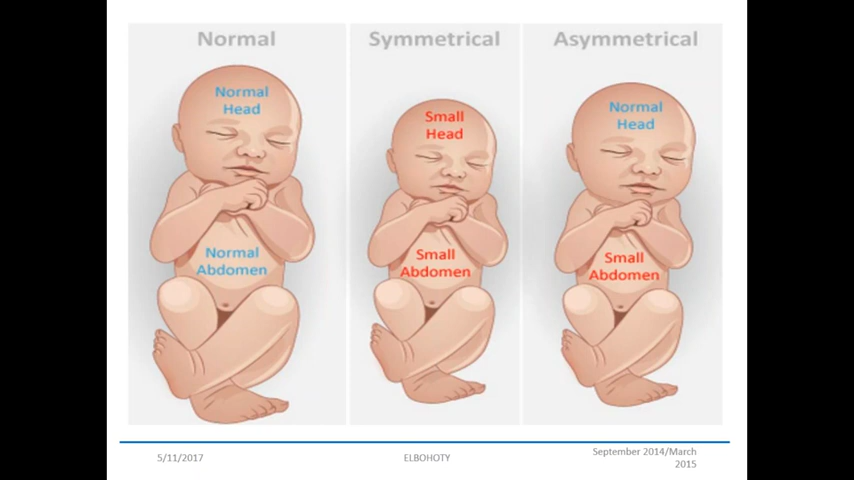 Normal
Symmetrical
Asymmetrical
Normal
Head
Small
Head
Normal
Head
Normal
Abdomen
Small
Abdomen
Small
Abdomen
5/11/2017
ELBOHOTY
September 2014/March
2015